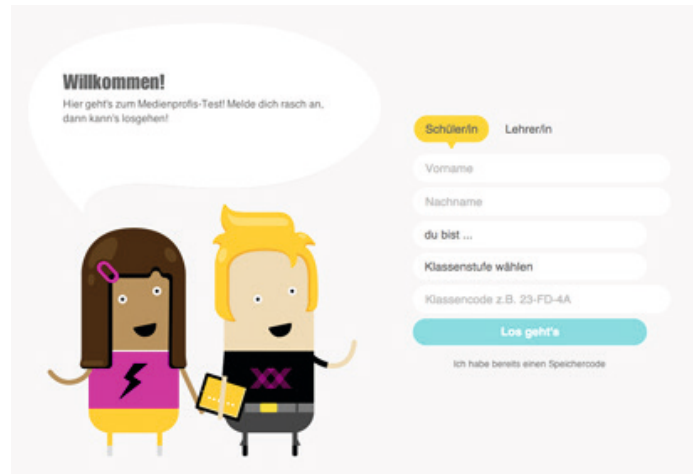 Willkommen!
Hier geht's zum Medienprofis-Test! Melde dich rasch an,
dann kann's losgehen!
Schüler/in Lehrer/in
Vorname
Nachname
du bist ...
Klassenstufe wählen
Klassencode z.B. 23-FD-4A
Los geht's
Ich habe bereits einen Speichercode